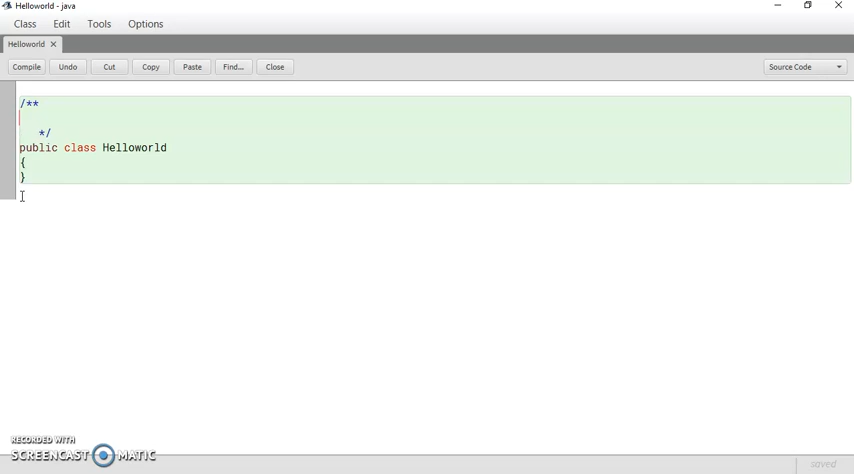 Helloworld - java
Class Edit Tools Options
Helloworld
Compile Undo Cut Copy Paste Find... Close Source Code
/**
*/
public class Helloworld
{
}
RECORDED WITH
SCREENCAST MATIC
saved